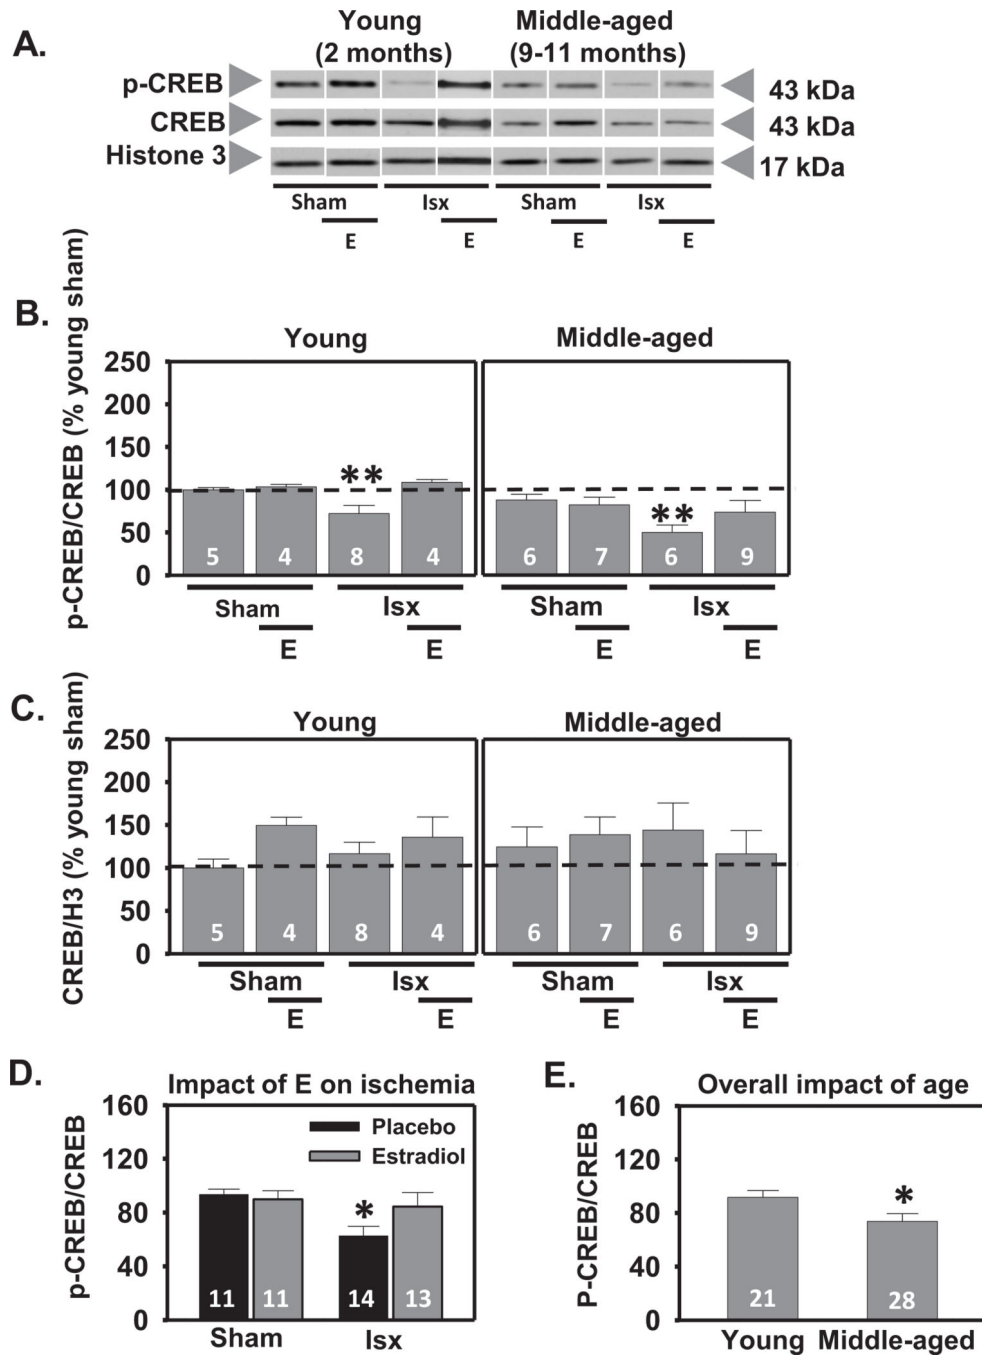 A.
Young Middle-aged
(2 months) (9-11 months)
p-CREB 43 kDa
CREB 43 kDa
Histone 3 17 kDa
Sham Isx Sham Isx
E E E E
B.
p-CREB/CREB (% young sham)
Young Middle-aged
250
200
150
100
50
0
** **
5 4 8 4 6 7 6 9
Sham Isx Sham Isx
E E E E
C.
CREB/H3 (% young sham)
Young Middle-aged
250
200
150
100
50
0
5 4 8 4 6 7 6 9
Sham Isx Sham Isx
E E E E
D.
Impact of E on ischemia
p-CREB/CREB
160
120
80
40
0
Placebo
Estradiol
*
11 11 14 13
Sham Isx
E.
Overall impact of age
P-CREB/CREB
160
120
80
40
0
*
21 28
Young Middle-aged